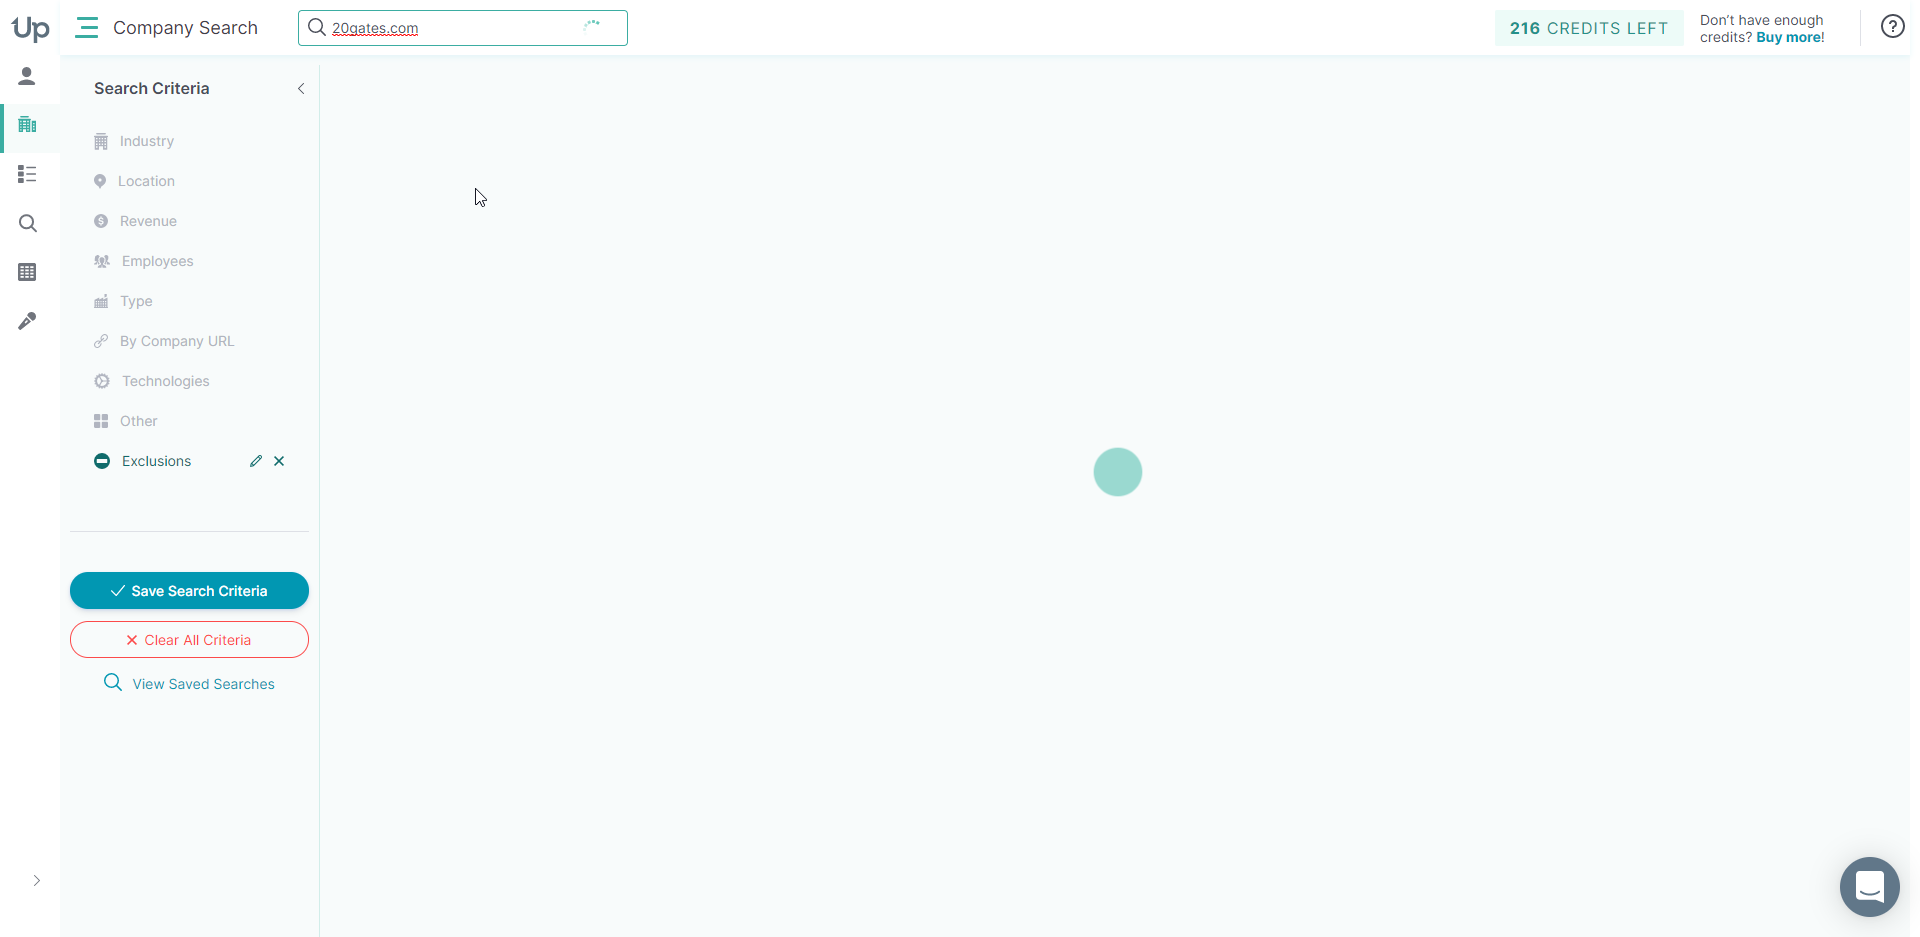 Up
Company Search
20gates.com
216 CREDITS LEFT
Don't have enough
credits? Buy more!
Search Criteria
Industry
Location
Revenue
Employees
Type
By Company URL
Technologies
Other
Exclusions
Save Search Criteria
Clear All Criteria
View Saved Searches